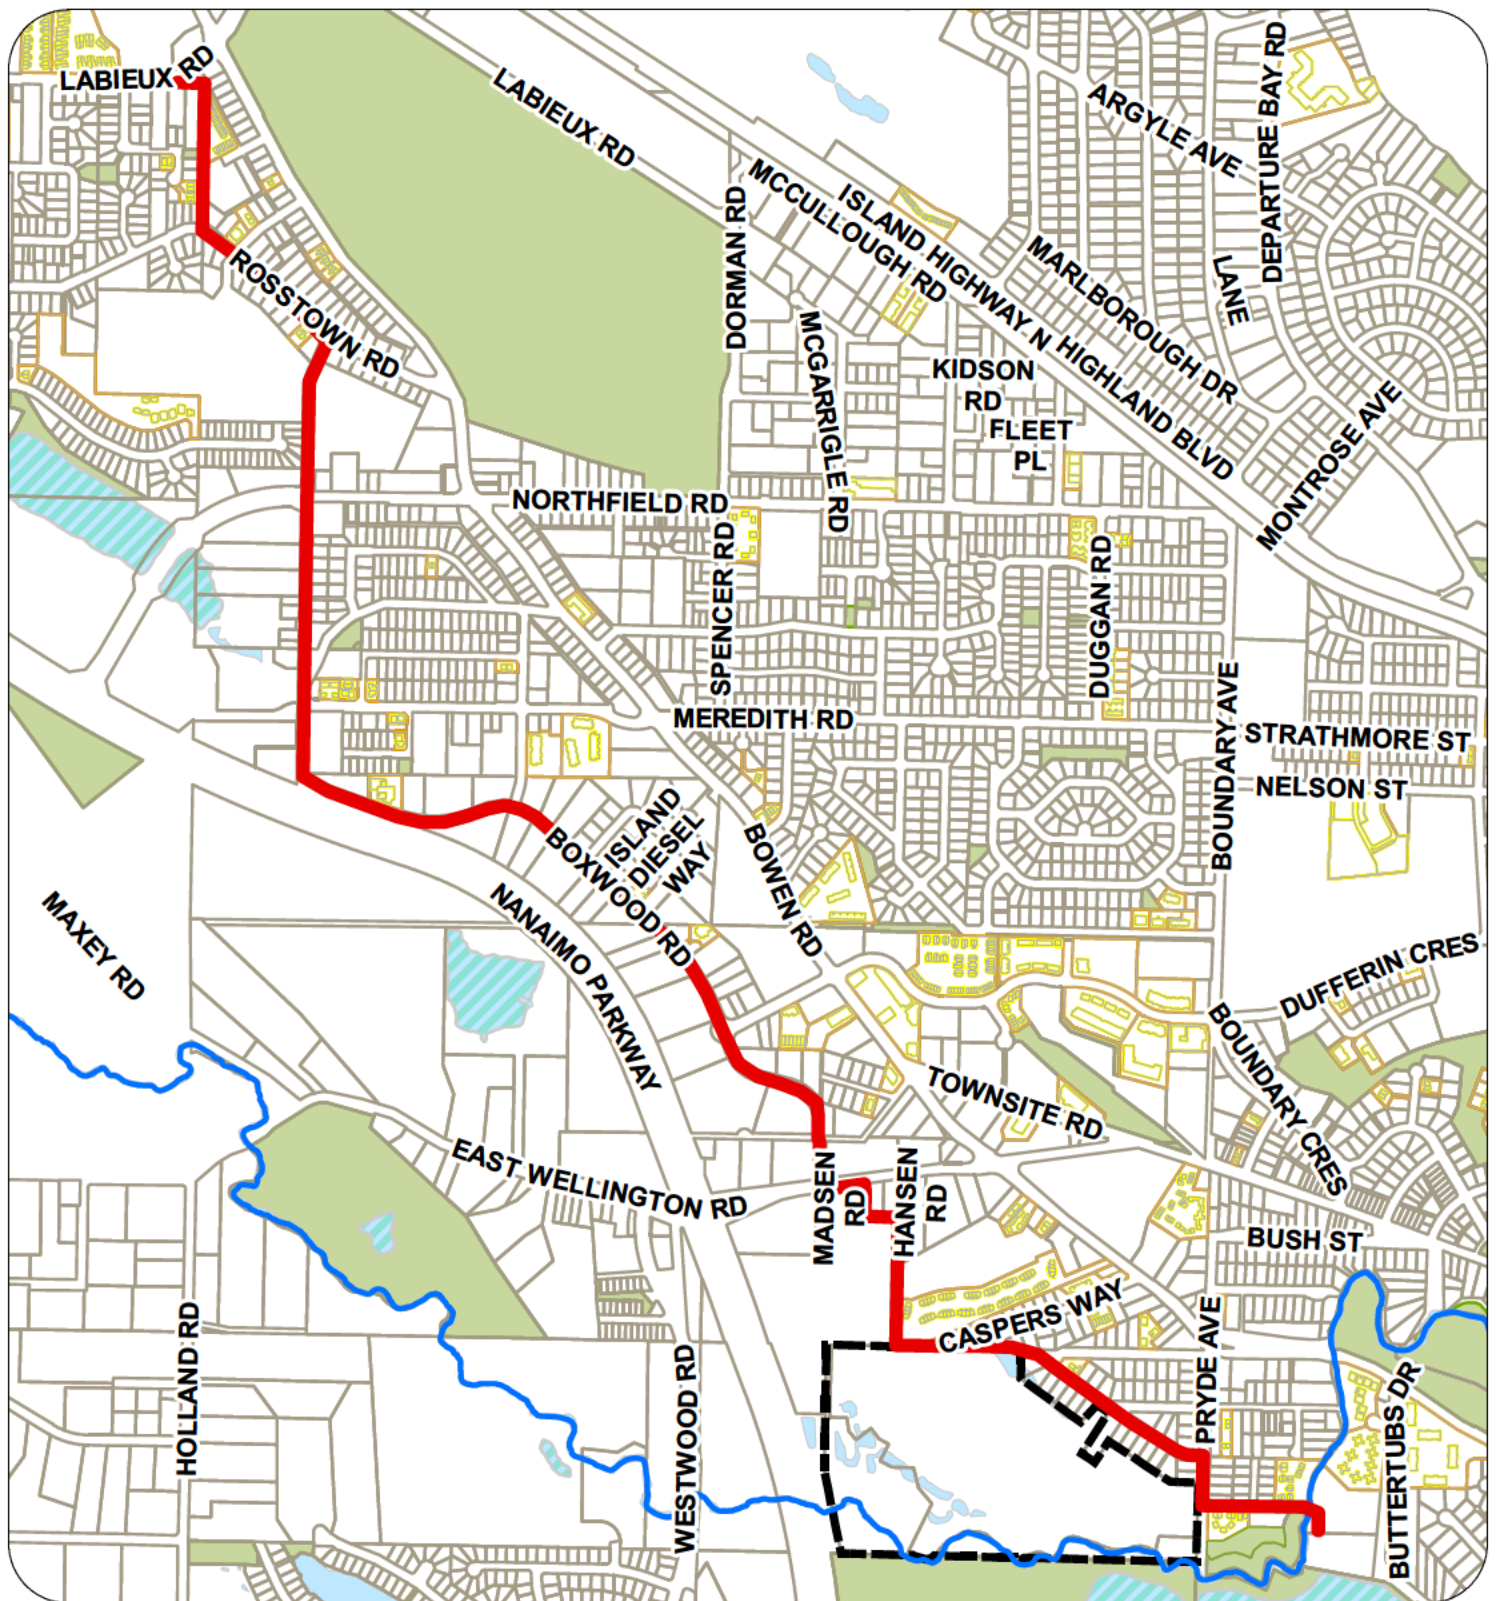 LABIEUX RD
LABIEUX RD
ARGYLE AVE
DEPARTURE BAY RD
MCCULLOUGH RD
ISLAND HIGHWAY N
DORMAN RD
ROSSTOWN RD
MARLBOROUGH DR
LANE
HIGHLAND BLVD
MCGARRIGLE RD
KIDSON
RD
FLEET
PL
MONTROSE AVE
NORTHFIELD RD
SPENCER RD
DUGGAN RD
MEREDITH RD
BOUNDARY AVE
STRATHMORE ST
NELSON ST
ISLAND
DIESEL
WAY
BOXWOOD RD
BOWEN RD
NANAIMO PARKWAY
MAXEY RD
DUFFERIN CRES
BOUNDARY CRES
TOWNSITE RD
EAST WELLINGTON RD
MADSEN
RD
HANSEN
RD
BUSH ST
CASPERS WAY
HOLLAND RD
WESTWOOD RD
PRYDE AVE
BUTTERTUBS DR